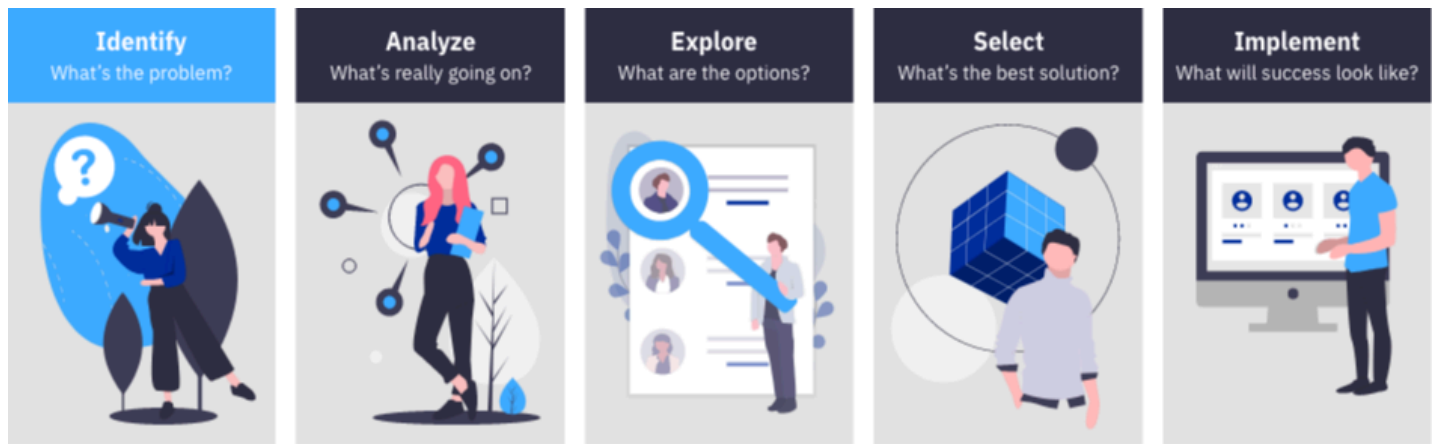 Identify
What's the problem?
Analyze
What's really going on?
Explore
What are the options?
Select
What's the best solution?
Implement
What will success look like?
?